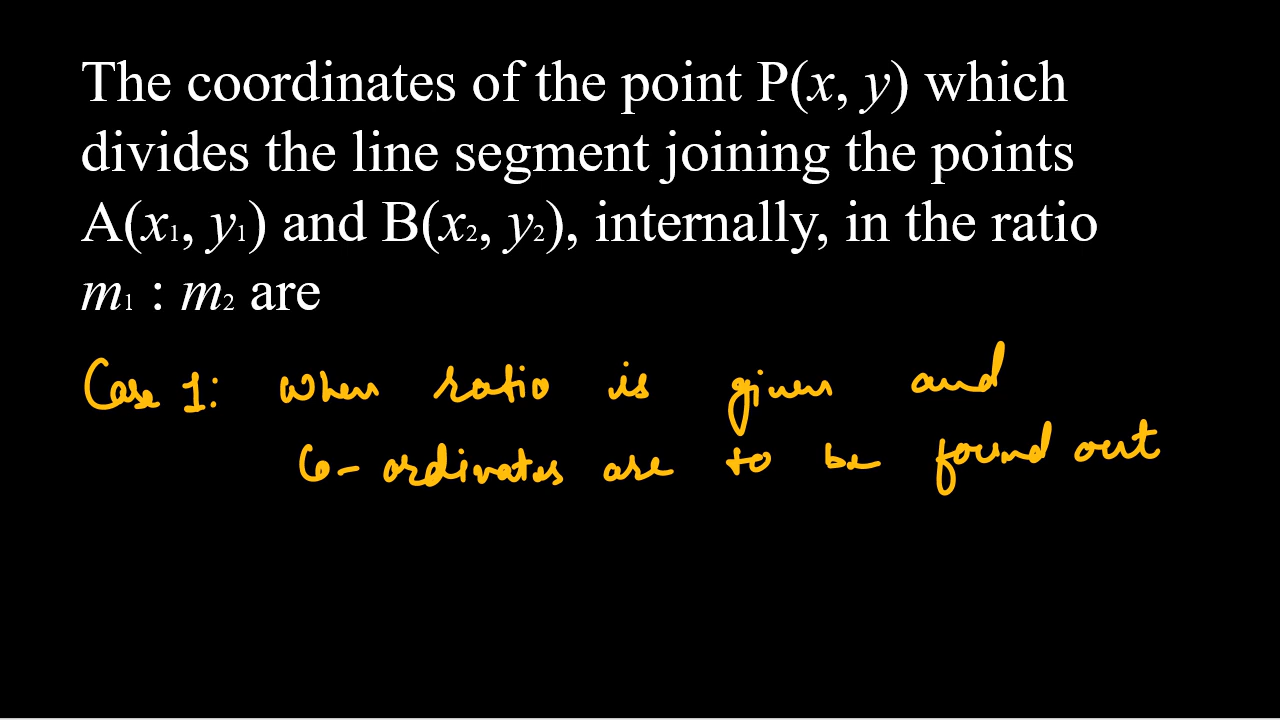 The coordinates of the point P(x, y) which
divides the line segment joining the points
A(x₁, y₁) and B(x₂, y₂), internally, in the ratio
m₁ : m₂ are
Case 1: When ratio is given and
Co-ordinates are to be found out